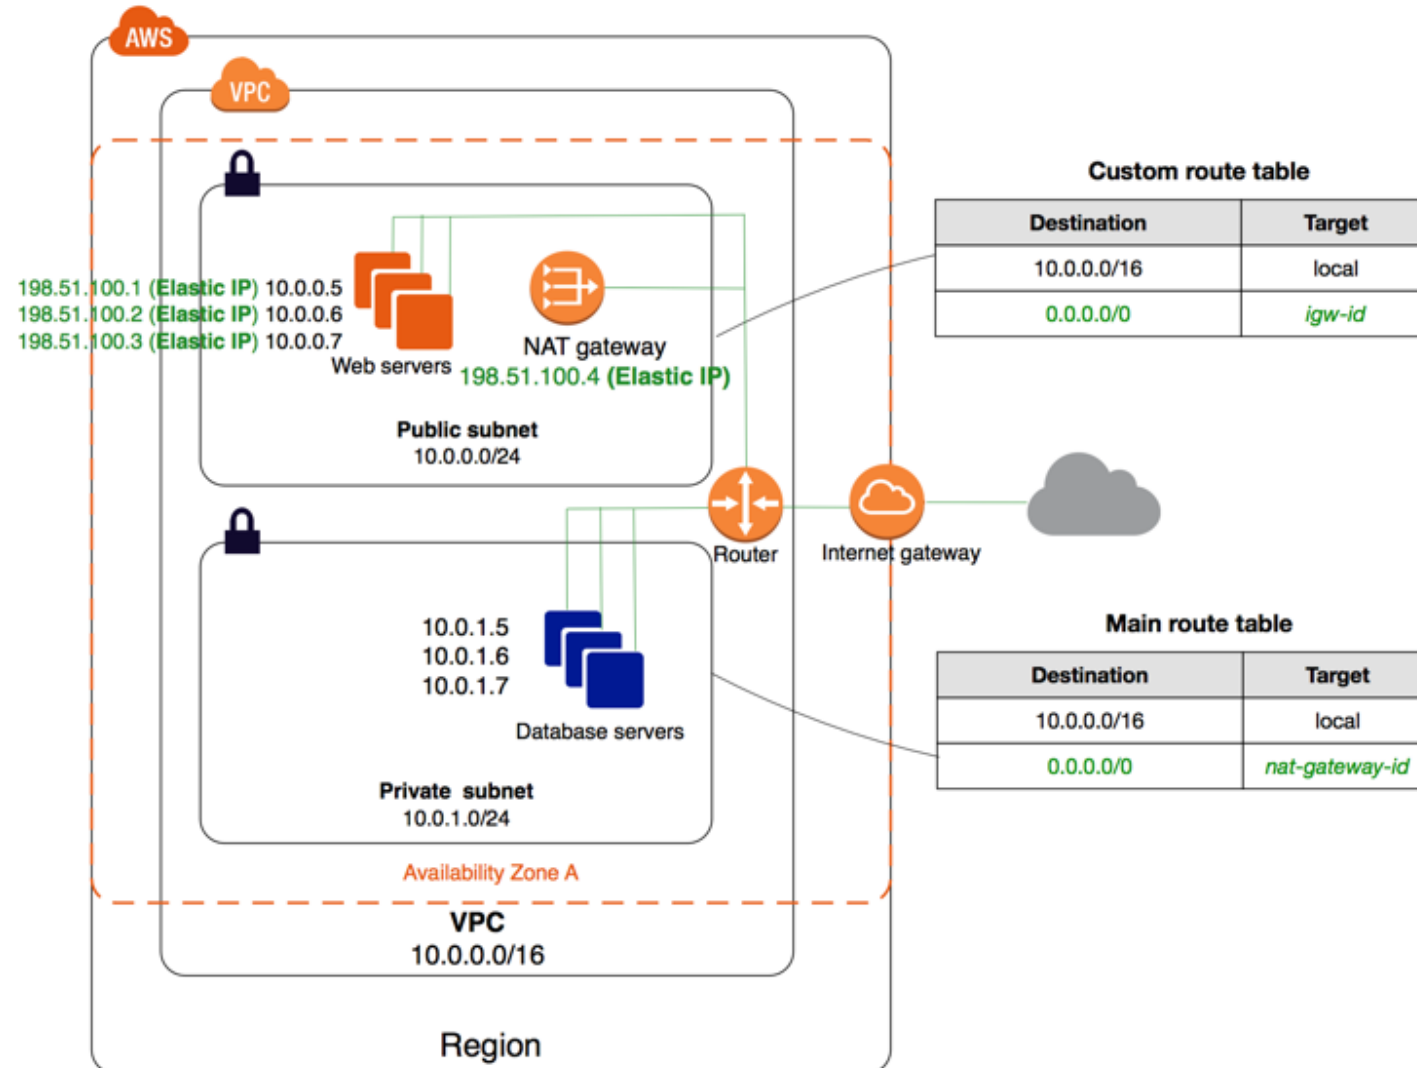 AWS
VPC
198.51.100.1 (Elastic IP) 10.0.0.5
198.51.100.2 (Elastic IP) 10.0.0.6
198.51.100.3 (Elastic IP) 10.0.0.7
Web servers
NAT gateway
198.51.100.4 (Elastic IP)
Public subnet
10.0.0.0/24
Router
Internet gateway
10.0.1.5
10.0.1.6
10.0.1.7
Database servers
Private subnet
10.0.1.0/24
Availability Zone A
VPC
10.0.0.0/16
Region
Custom route table
Destination Target
10.0.0.0/16 local
0.0.0.0/0 igw-id
Main route table
Destination Target
10.0.0.0/16 local
0.0.0.0/0 nat-gateway-id